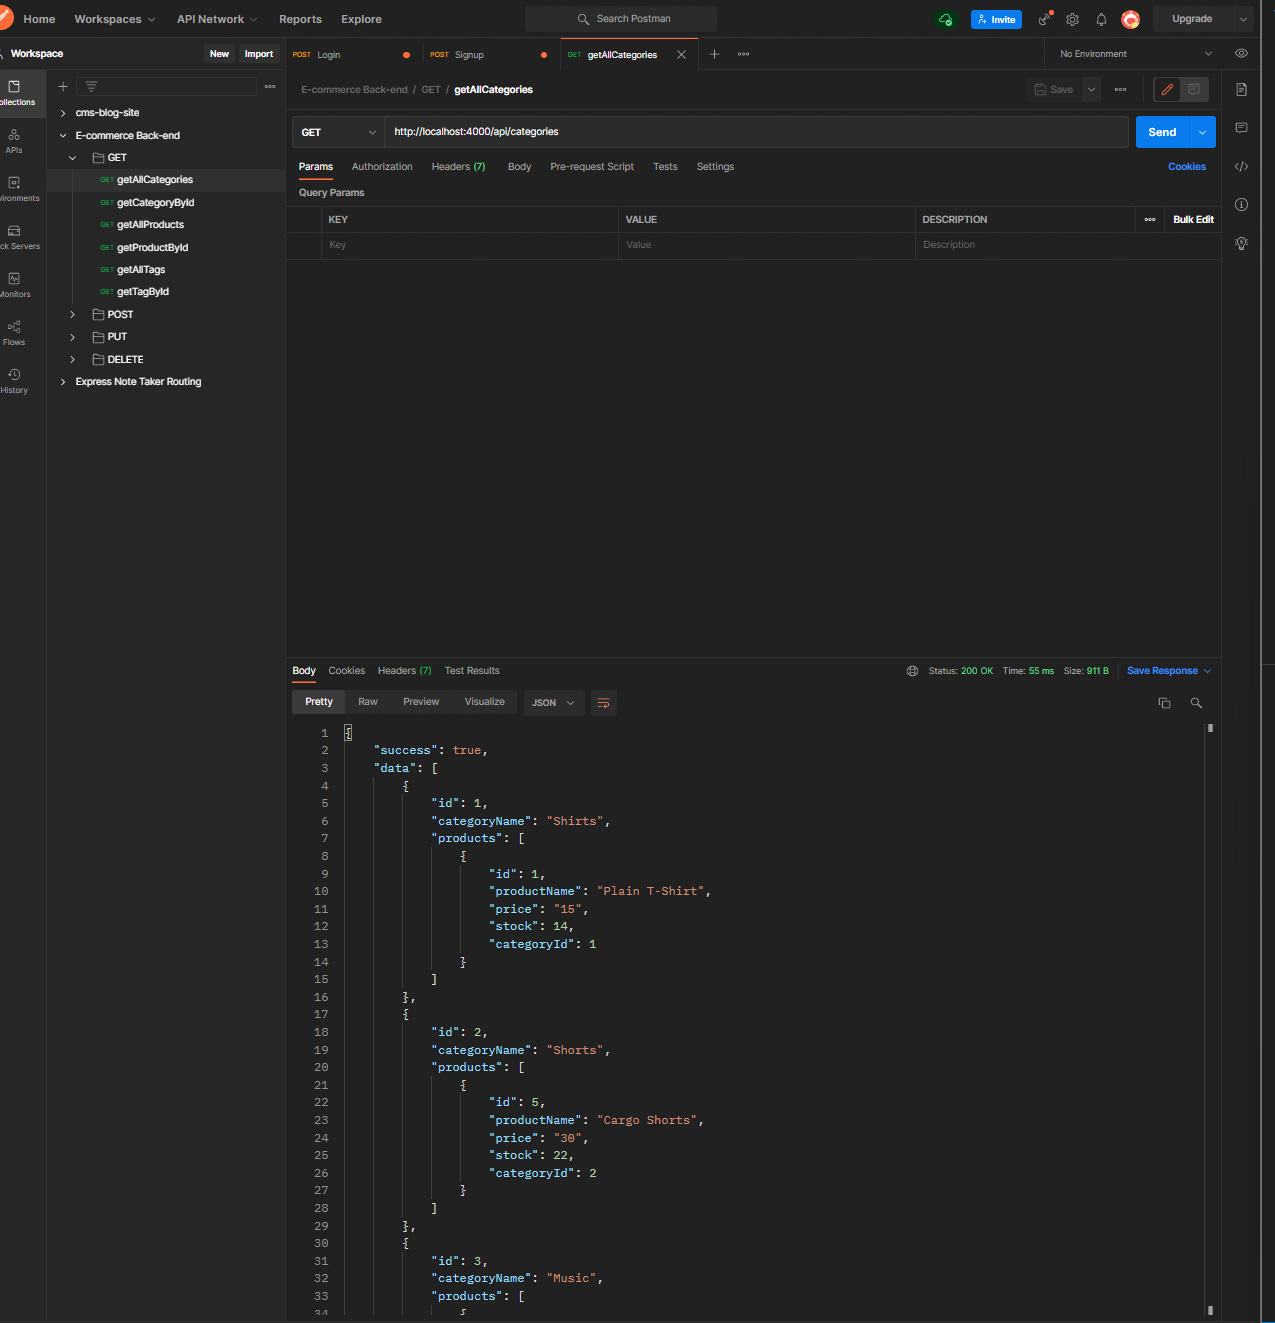 Home Workspaces API Network Reports Explore Search Postman Invite Upgrade
Workspace New Import POST Login POST Signup GET getAllCategories No Environment
E-commerce Back-end / GET / getAllCategories Save
ollections
APIs
vironments
ck Servers
Monitors
Flows
History
cms-blog-site
E-commerce Back-end
GET
GET getAllCategories
GET getCategoryById
GET getAllProducts
GET getProductById
GET getAllTags
GET getTagById
POST
PUT
DELETE
Express Note Taker Routing
GET http://localhost:4000/api/categories Send
Params Authorization Headers (7) Body Pre-request Script Tests Settings Cookies
Query Params
KEY VALUE DESCRIPTION Bulk Edit
Key Value Description
Body Cookies Headers (7) Test Results Status: 200 OK Time: 55 ms Size: 911 B Save Response
Pretty Raw Preview Visualize JSON
1 {
2 "success": true,
3 "data": [
4 {
5 "id": 1,
6 "categoryName": "Shirts",
7 "products": [
8 {
9 "id": 1,
10 "productName": "Plain T-Shirt",
11 "price": "15",
12 "stock": 14,
13 "categoryId": 1
14 }
15 ]
16 },
17 {
18 "id": 2,
19 "categoryName": "Shorts",
20 "products": [
21 {
22 "id": 5,
23 "productName": "Cargo Shorts",
24 "price": "30",
25 "stock": 22,
26 "categoryId": 2
27 }
28 ]
29 },
30 {
31 "id": 3,
32 "categoryName": "Music",
33 "products": [
34 {